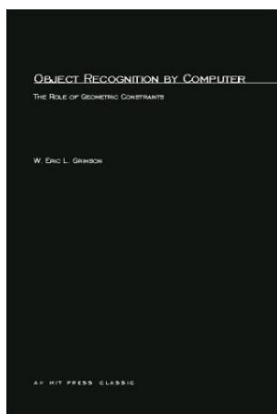 OBJECT RECOGNITION BY COMPUTER
THE ROLE OF GEOMETRIC CONSTRAINTS
W. ERIC L. GRIMSON
AN MIT PRESS CLASSIC